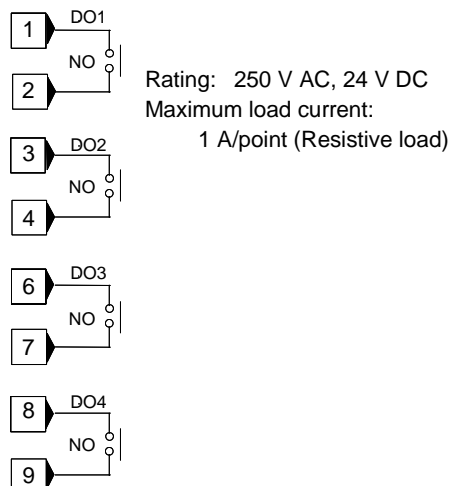 1 DO1
NO
2
Rating: 250 V AC, 24 V DC
Maximum load current:
1 A/point (Resistive load)
3 DO2
NO
4
6 DO3
NO
7
8 DO4
NO
9